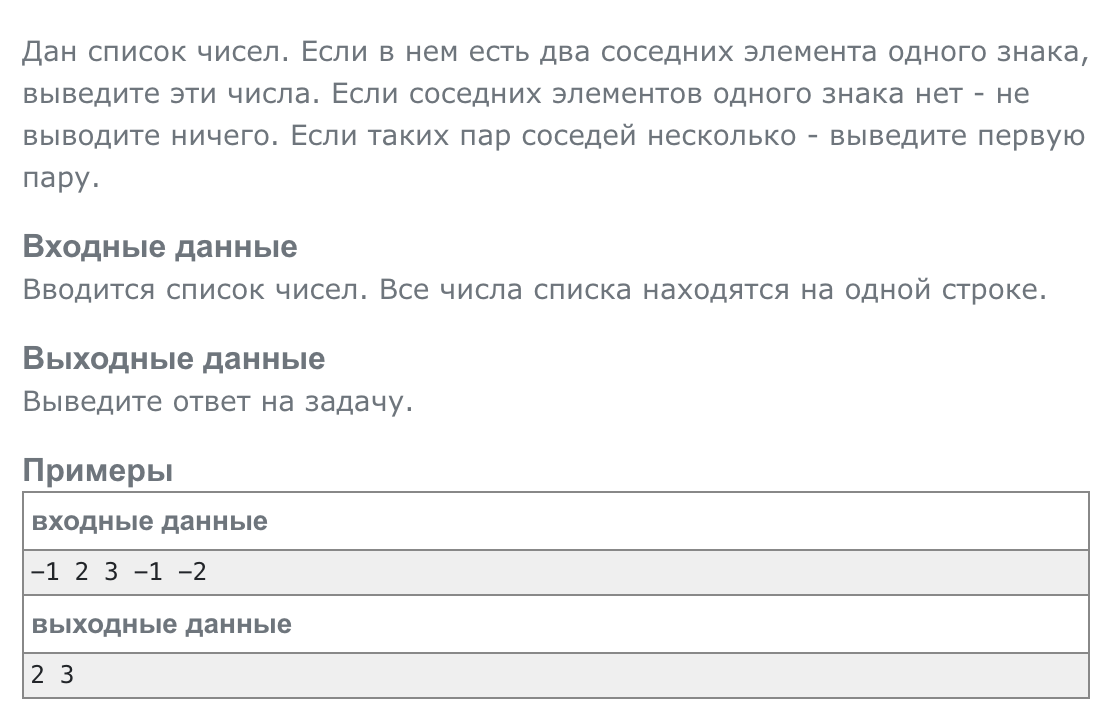 Дан список чисел. Если в нем есть два соседних элемента одного знака,
выведите эти числа. Если соседних элементов одного знака нет - не
выводите ничего. Если таких пар соседей несколько - выведите первую
пару.
Входные данные
Вводится список чисел. Все числа списка находятся на одной строке.
Выходные данные
Выведите ответ на задачу.
Примеры
входные данные
−1 2 3 −1 −2
выходные данные
2 3